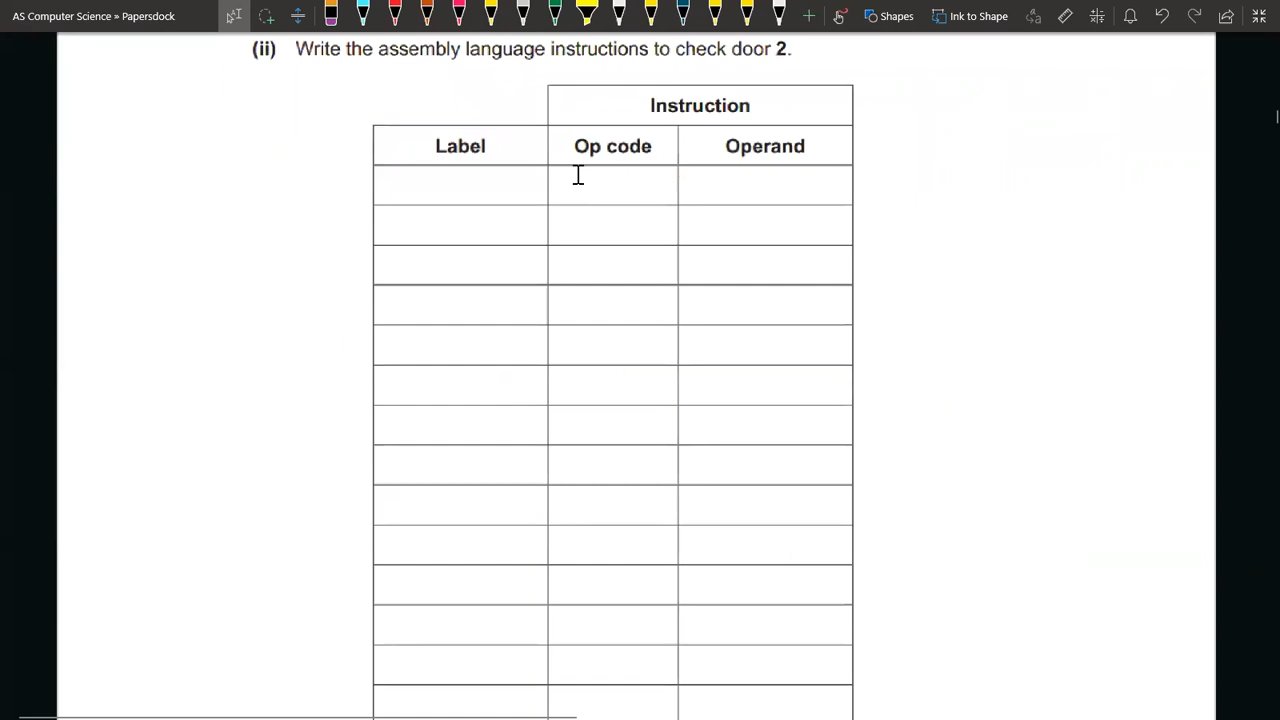 AS Computer Science » Papersdock
Shapes
Ink to Shape
(ii) Write the assembly language instructions to check door 2.
Instruction
Label Op code Operand